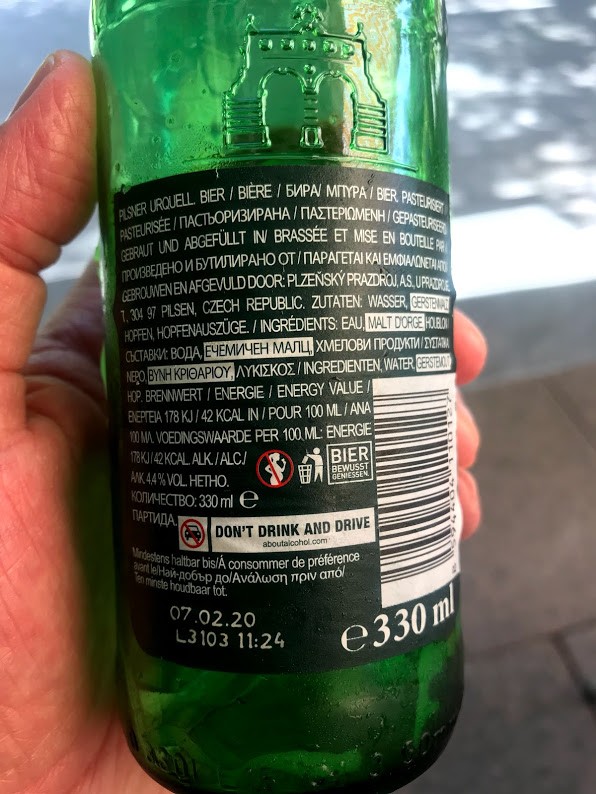 PILSNER URQUELL. BIER / BIÈRE / БИРА/ ΜΠΥΡΑ / BIER. PASTEURISIERT /
PASTEURISÉE / ПАСТЬОРИЗИРАНА / ΠΑΣΤΕΡΙΩΜΕΝΗ / GEPASTEURISEERD
GEBRAUT UND ABGEFÜLLT IN/ BRASSÉE ET MISE EN BOUTEILLE PAR /
ПРОИЗВЕДЕНО И БУТИЛИРАНО ОТ / ΠΑΡΑΓΕΤΑΙ ΚΑΙ ΕΜΦΙΑΛΩΝΕΤΑΙ ΑΠΟ/
GEBROUWEN EN AFGEVULD DOOR: PLZEŇSKÝ PRAZDROJ, A.S., U PRAZDROJE
7, 304 97 PILSEN, CZECH REPUBLIC. ZUTATEN: WASSER, GERSTENMALZ
HOPFEN, HOPFENAUSZÜGE. / INGRÉDIENTS: EAU, MALT D'ORGE, HOUBLON /
СЪСТАВКИ: ВОДА, ЕЧЕМИЧЕН МАЛЦ, ХМЕЛОВИ ПРОДУКТИ / ΣΥΣΤΑΤΙΚΑ
ΝΕΡΟ, ΒΥΝΗ ΚΡΙΘΑΡΙΟΥ, ΛΥΚΙΣΚΟΣ / INGREDIENTEN, WATER, GERSTEMOUT
HOP. BRENNWERT / ENERGIE / ENERGY VALUE /
ΕΝΕΡΓΕΙΑ 178 KJ / 42 KCAL IN / POUR 100 ML / ΑΝΑ
100 ΜΛ. VOEDINGSWAARDE PER 100 ML: ENERGIE
178 KJ / 42 KCAL. ALK. / ALC./
АЛК. 4,4 % VOL. НЕТНО.
КОЛИЧЕСТВО: 330 ml e
ПАРТИДА.
BIER
BEWUSST
GENIESSEN.
DON'T DRINK AND DRIVE
aboutalcohol.com
Mindestens haltbar bis/À consommer de préférence
avant le/Най-добър до/Ανάλωση πριν από/
Ten minste houdbaar tot.
07.02.20
L3103 11:24
e 330 ml